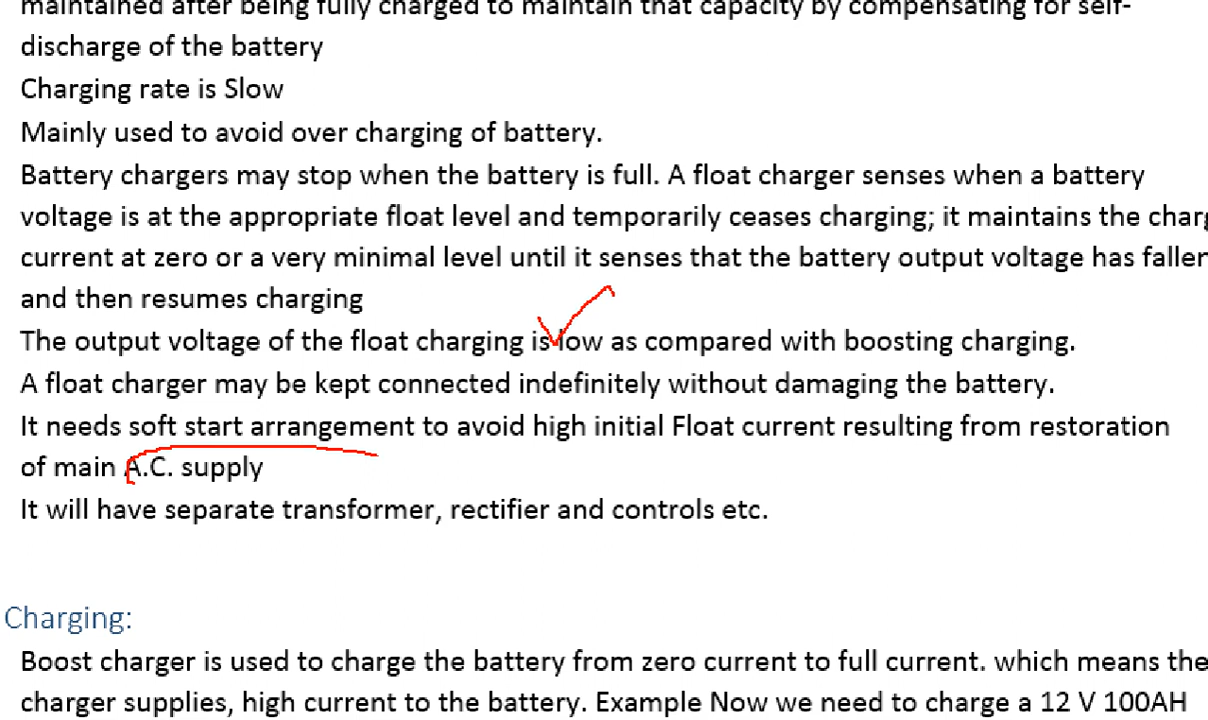 maintained after being fully charged to maintain that capacity by compensating for self-
discharge of the battery
Charging rate is Slow
Mainly used to avoid over charging of battery.
Battery chargers may stop when the battery is full. A float charger senses when a battery
voltage is at the appropriate float level and temporarily ceases charging; it maintains the charg
current at zero or a very minimal level until it senses that the battery output voltage has fallen
and then resumes charging
The output voltage of the float charging is low as compared with boosting charging.
A float charger may be kept connected indefinitely without damaging the battery.
It needs soft start arrangement to avoid high initial Float current resulting from restoration
of main A.C. supply
It will have separate transformer, rectifier and controls etc.
Charging:
Boost charger is used to charge the battery from zero current to full current. which means the
charger supplies, high current to the battery. Example Now we need to charge a 12 V 100AH